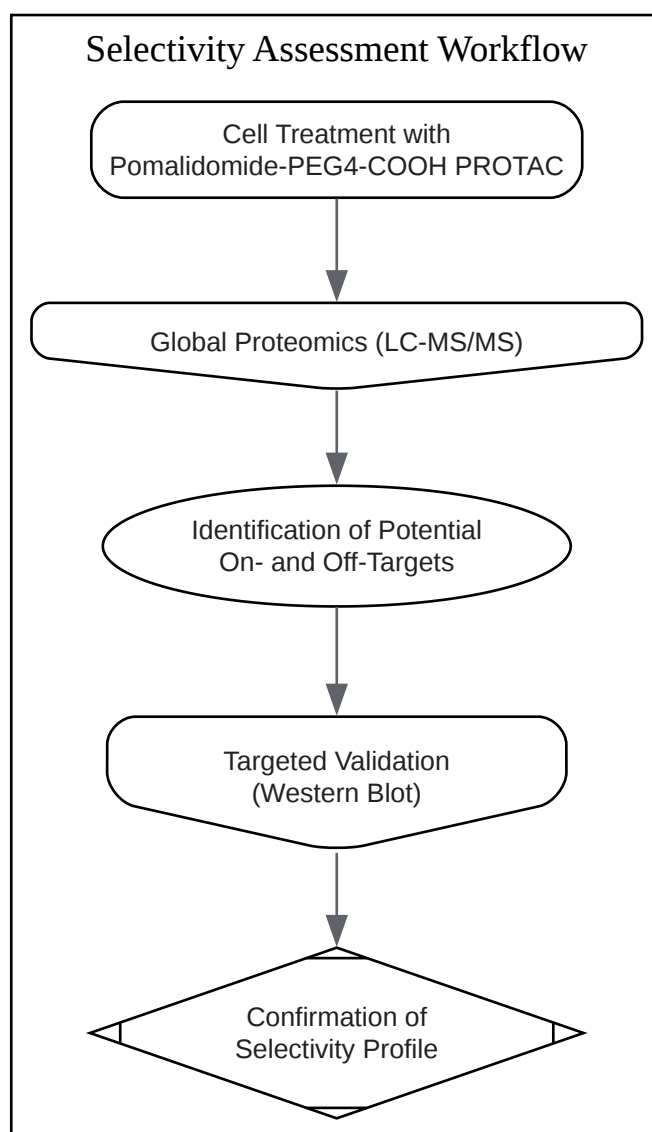 Selectivity Assessment Workflow
Cell Treatment with
Pomalidomide-PEG4-COOH PROTAC
Global Proteomics (LC-MS/MS)
Identification of Potential
On- and Off-Targets
Targeted Validation
(Western Blot)
Confirmation of
Selectivity Profile